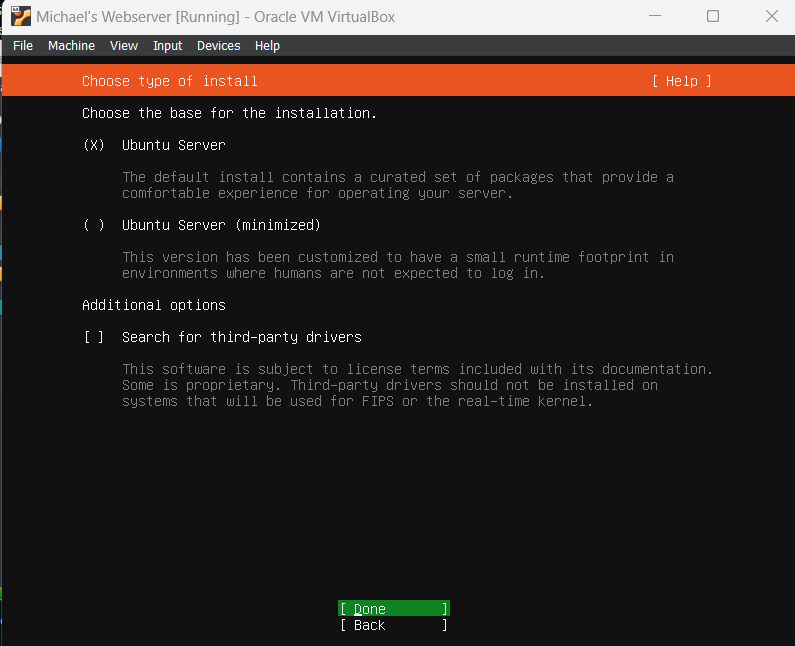 Michael's Webserver [Running] - Oracle VM VirtualBox
File Machine View Input Devices Help
Choose type of install [ Help ]
Choose the base for the installation.
(X) Ubuntu Server
The default install contains a curated set of packages that provide a
comfortable experience for operating your server.
( ) Ubuntu Server (minimized)
This version has been customized to have a small runtime footprint in
environments where humans are not expected to log in.
Additional options
[ ] Search for third-party drivers
This software is subject to license terms included with its documentation.
Some is proprietary. Third-party drivers should not be installed on
systems that will be used for FIPS or the real-time kernel.
[ Done ]
[ Back ]